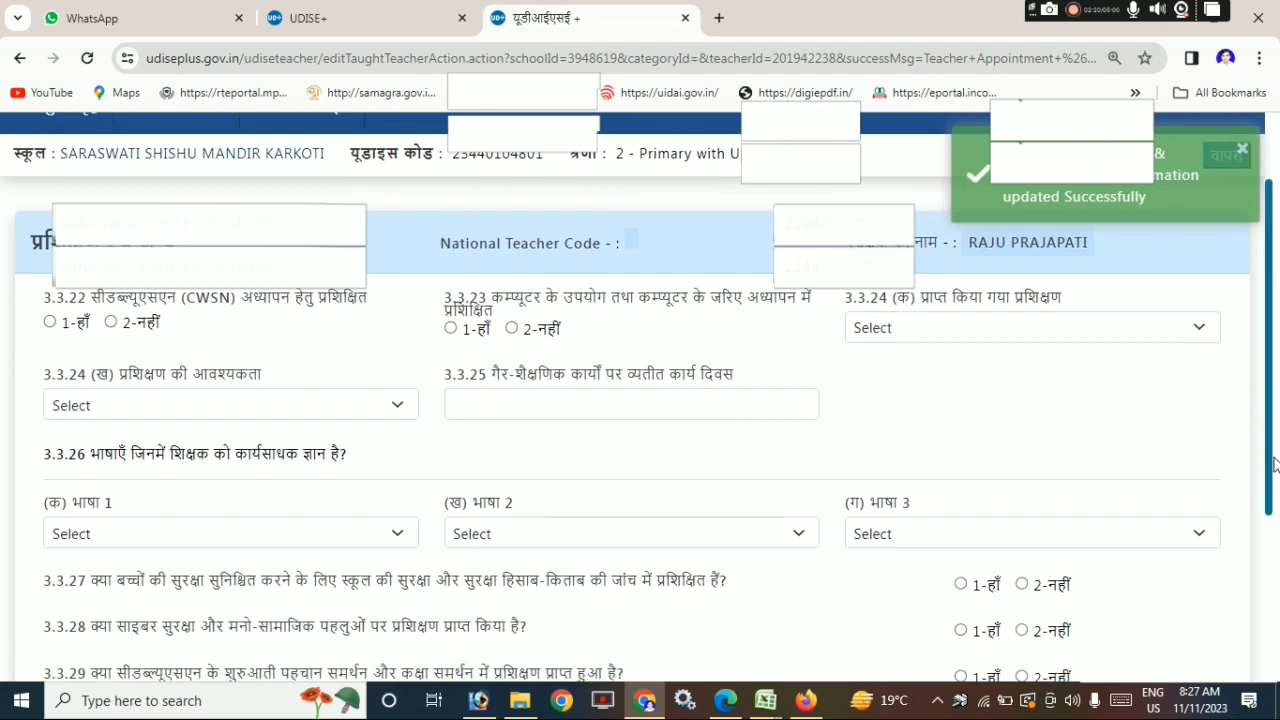 WhatsApp
UDISE+
यूडीआईएसई +
02:20/05:00
udiseplus.gov.in/udiseteacher/editTaughtTeacherAction.action?schoolId=3948619&categoryId=&teacherId=201942238&successMsg=Teacher+Appointment+%26...
YouTube
Maps
https://rteportal.mp...
http://samagra.gov.i...
https://uidai.gov.in/
https://digiepdf.in/
https://eportal.inco...
»
All Bookmarks
स्कूल : SARASWATI SHISHU MANDIR KARKOTI यूडाइस कोड : 23440104801 : 2 - Primary with
& वापस
updated Successfully
National Teacher Code - : नाम - : RAJU PRAJAPATI
3.3.22 सीडब्ल्यूएसएन (CWSN) अध्यापन हेतु प्रशिक्षित
1-हाँ 2-नहीं
3.3.23 कम्प्यूटर के उपयोग तथा कम्प्यूटर के जरिए अध्यापन में
प्रशिक्षित
1-हाँ 2-नहीं
3.3.24 (क) प्राप्त किया गया प्रशिक्षण
Select
3.3.24 (ख) प्रशिक्षण की आवश्यकता
Select
3.3.25 गैर-शैक्षणिक कार्यों पर व्यतीत कार्य दिवस
3.3.26 भाषाएँ जिनमें शिक्षक को कार्यसाधक ज्ञान है?
(क) भाषा 1
Select
(ख) भाषा 2
Select
(ग) भाषा 3
Select
3.3.27 क्या बच्चों की सुरक्षा सुनिश्चित करने के लिए स्कूल की सुरक्षा और सुरक्षा हिसाब-किताब की जांच में प्रशिक्षित हैं? 1-हाँ 2-नहीं
3.3.28 क्या साइबर सुरक्षा और मनो-सामाजिक पहलुओं पर प्रशिक्षण प्राप्त किया है? 1-हाँ 2-नहीं
3.3.29 क्या सीडब्ल्यूएसएन के शुरुआती पहचान समर्थन और कक्षा समर्थन में प्रशिक्षण प्राप्त हुआ है? 1-हाँ 2-नहीं
Type here to search
19°C
ENG
US
8:27 AM
11/11/2023